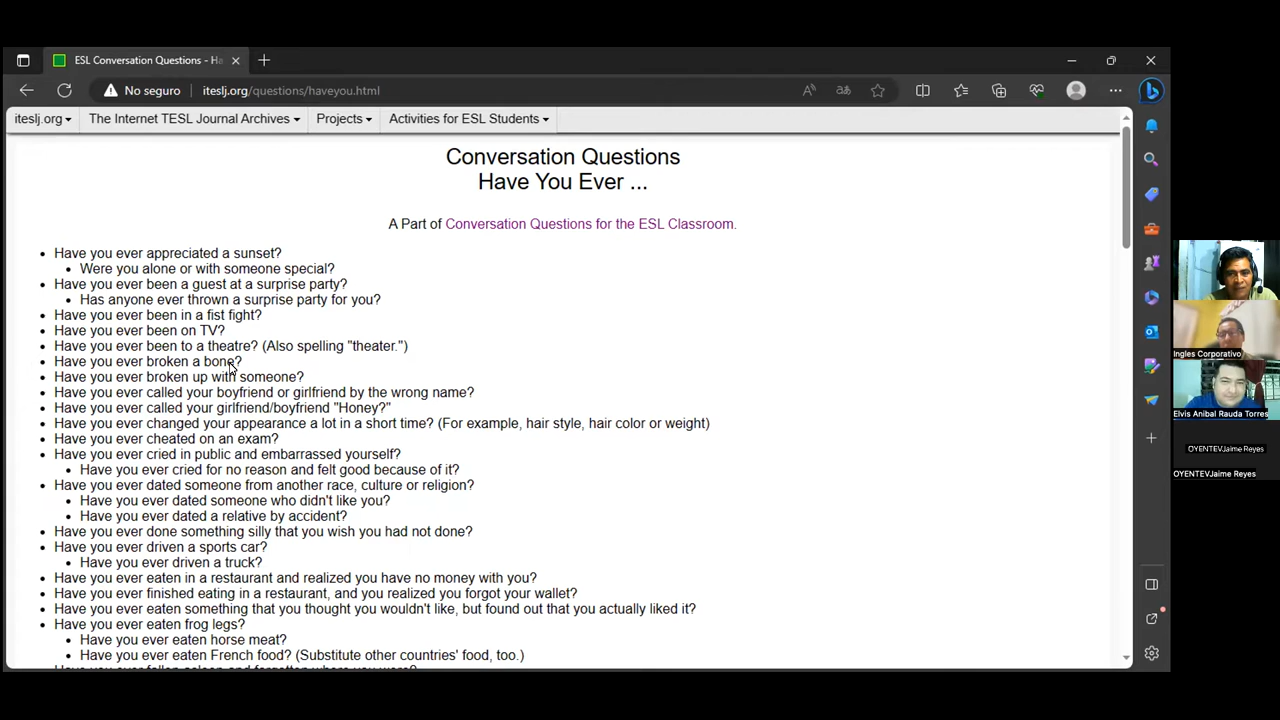 ESL Conversation Questions - Ha
No seguro
iteslj.org/questions/haveyou.html
iteslj.org
The Internet TESL Journal Archives
Projects
Activities for ESL Students
Conversation Questions
Have You Ever ...
A Part of Conversation Questions for the ESL Classroom.
Have you ever appreciated a sunset?
Were you alone or with someone special?
Have you ever been a guest at a surprise party?
Has anyone ever thrown a surprise party for you?
Have you ever been in a fist fight?
Have you ever been on TV?
Have you ever been to a theatre? (Also spelling "theater.")
Have you ever broken a bone?
Have you ever broken up with someone?
Have you ever called your boyfriend or girlfriend by the wrong name?
Have you ever called your girlfriend/boyfriend "Honey?"
Have you ever changed your appearance a lot in a short time? (For example, hair style, hair color or weight)
Have you ever cheated on an exam?
Have you ever cried in public and embarrassed yourself?
Have you ever cried for no reason and felt good because of it?
Have you ever dated someone from another race, culture or religion?
Have you ever dated someone who didn't like you?
Have you ever dated a relative by accident?
Have you ever done something silly that you wish you had not done?
Have you ever driven a sports car?
Have you ever driven a truck?
Have you ever eaten in a restaurant and realized you have no money with you?
Have you ever finished eating in a restaurant, and you realized you forgot your wallet?
Have you ever eaten something that you thought you wouldn't like, but found out that you actually liked it?
Have you ever eaten frog legs?
Have you ever eaten horse meat?
Have you ever eaten French food? (Substitute other countries' food, too.)
Have you ever fallen asleep and forgotten where you were?
Ingles Corporativo
Elvis Anibal Rauda Torres
OYENTEVJaime Reyes
OYENTEVJaime Reyes